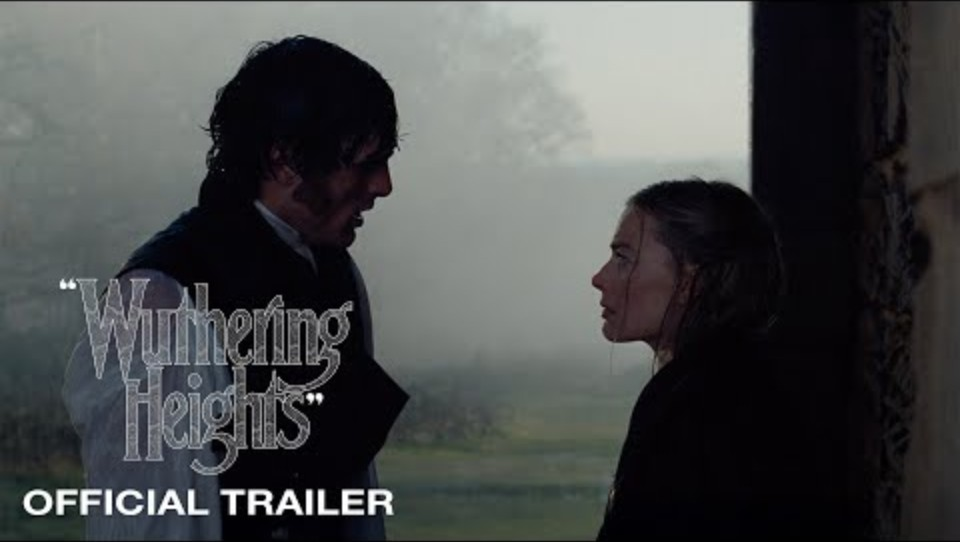 “Wuthering
Heights”
OFFICIAL TRAILER